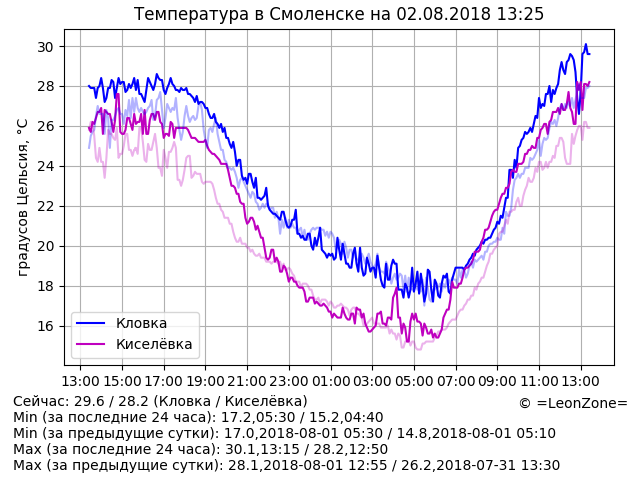 Температура в Смоленске на 02.08.2018 13:25
градусов Цельсия, °C
30
28
26
24
22
20
18
16
Кловка
Киселёвка
13:00 15:00 17:00 19:00 21:00 23:00 01:00 03:00 05:00 07:00 09:00 11:00 13:00
Сейчас: 29.6 / 28.2 (Кловка / Киселёвка)
© =LeonZone=
Min (за последние 24 часа): 17.2,05:30 / 15.2,04:40
Min (за предыдущие сутки): 17.0,2018-08-01 05:30 / 14.8,2018-08-01 05:10
Max (за последние 24 часа): 30.1,13:15 / 28.2,12:50
Max (за предыдущие сутки): 28.1,2018-08-01 12:55 / 26.2,2018-07-31 13:30